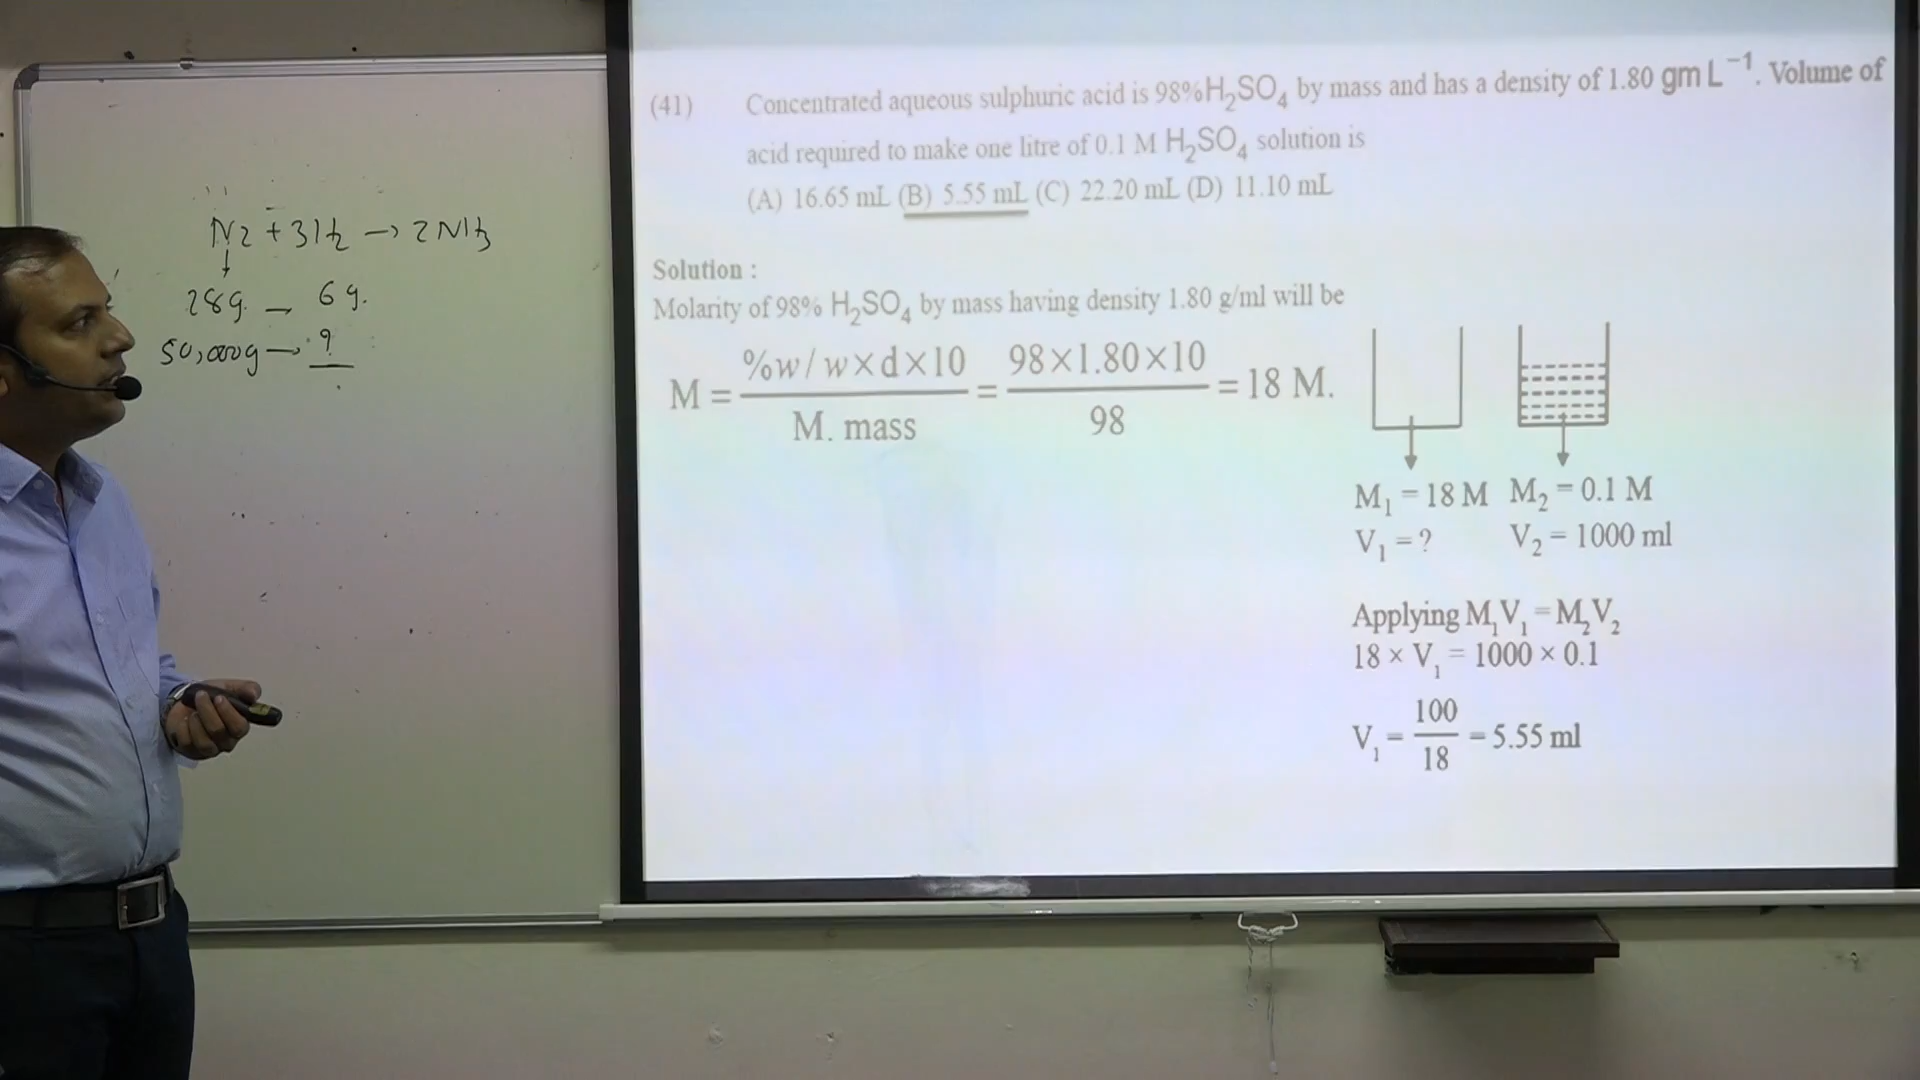 N2 + 3H2 → 2NH3
↓
28g. — 6g.
50,000g → ?
(41) Concentrated aqueous sulphuric acid is 98% H₂SO₄ by mass and has a density of 1.80 gm L⁻¹. Volume of
acid required to make one litre of 0.1 M H₂SO₄ solution is
(A) 16.65 mL (B) 5.55 mL (C) 22.20 mL (D) 11.10 mL
Solution :
Molarity of 98% H₂SO₄ by mass having density 1.80 g/ml will be
M = %w/w×d×10 / M. mass = 98×1.80×10 / 98 = 18 M.
M₁ = 18 M M₂ = 0.1 M
V₁ = ? V₂ = 1000 ml
Applying M₁V₁ = M₂V₂
18 × V₁ = 1000 × 0.1
V₁ = 100 / 18 = 5.55 ml